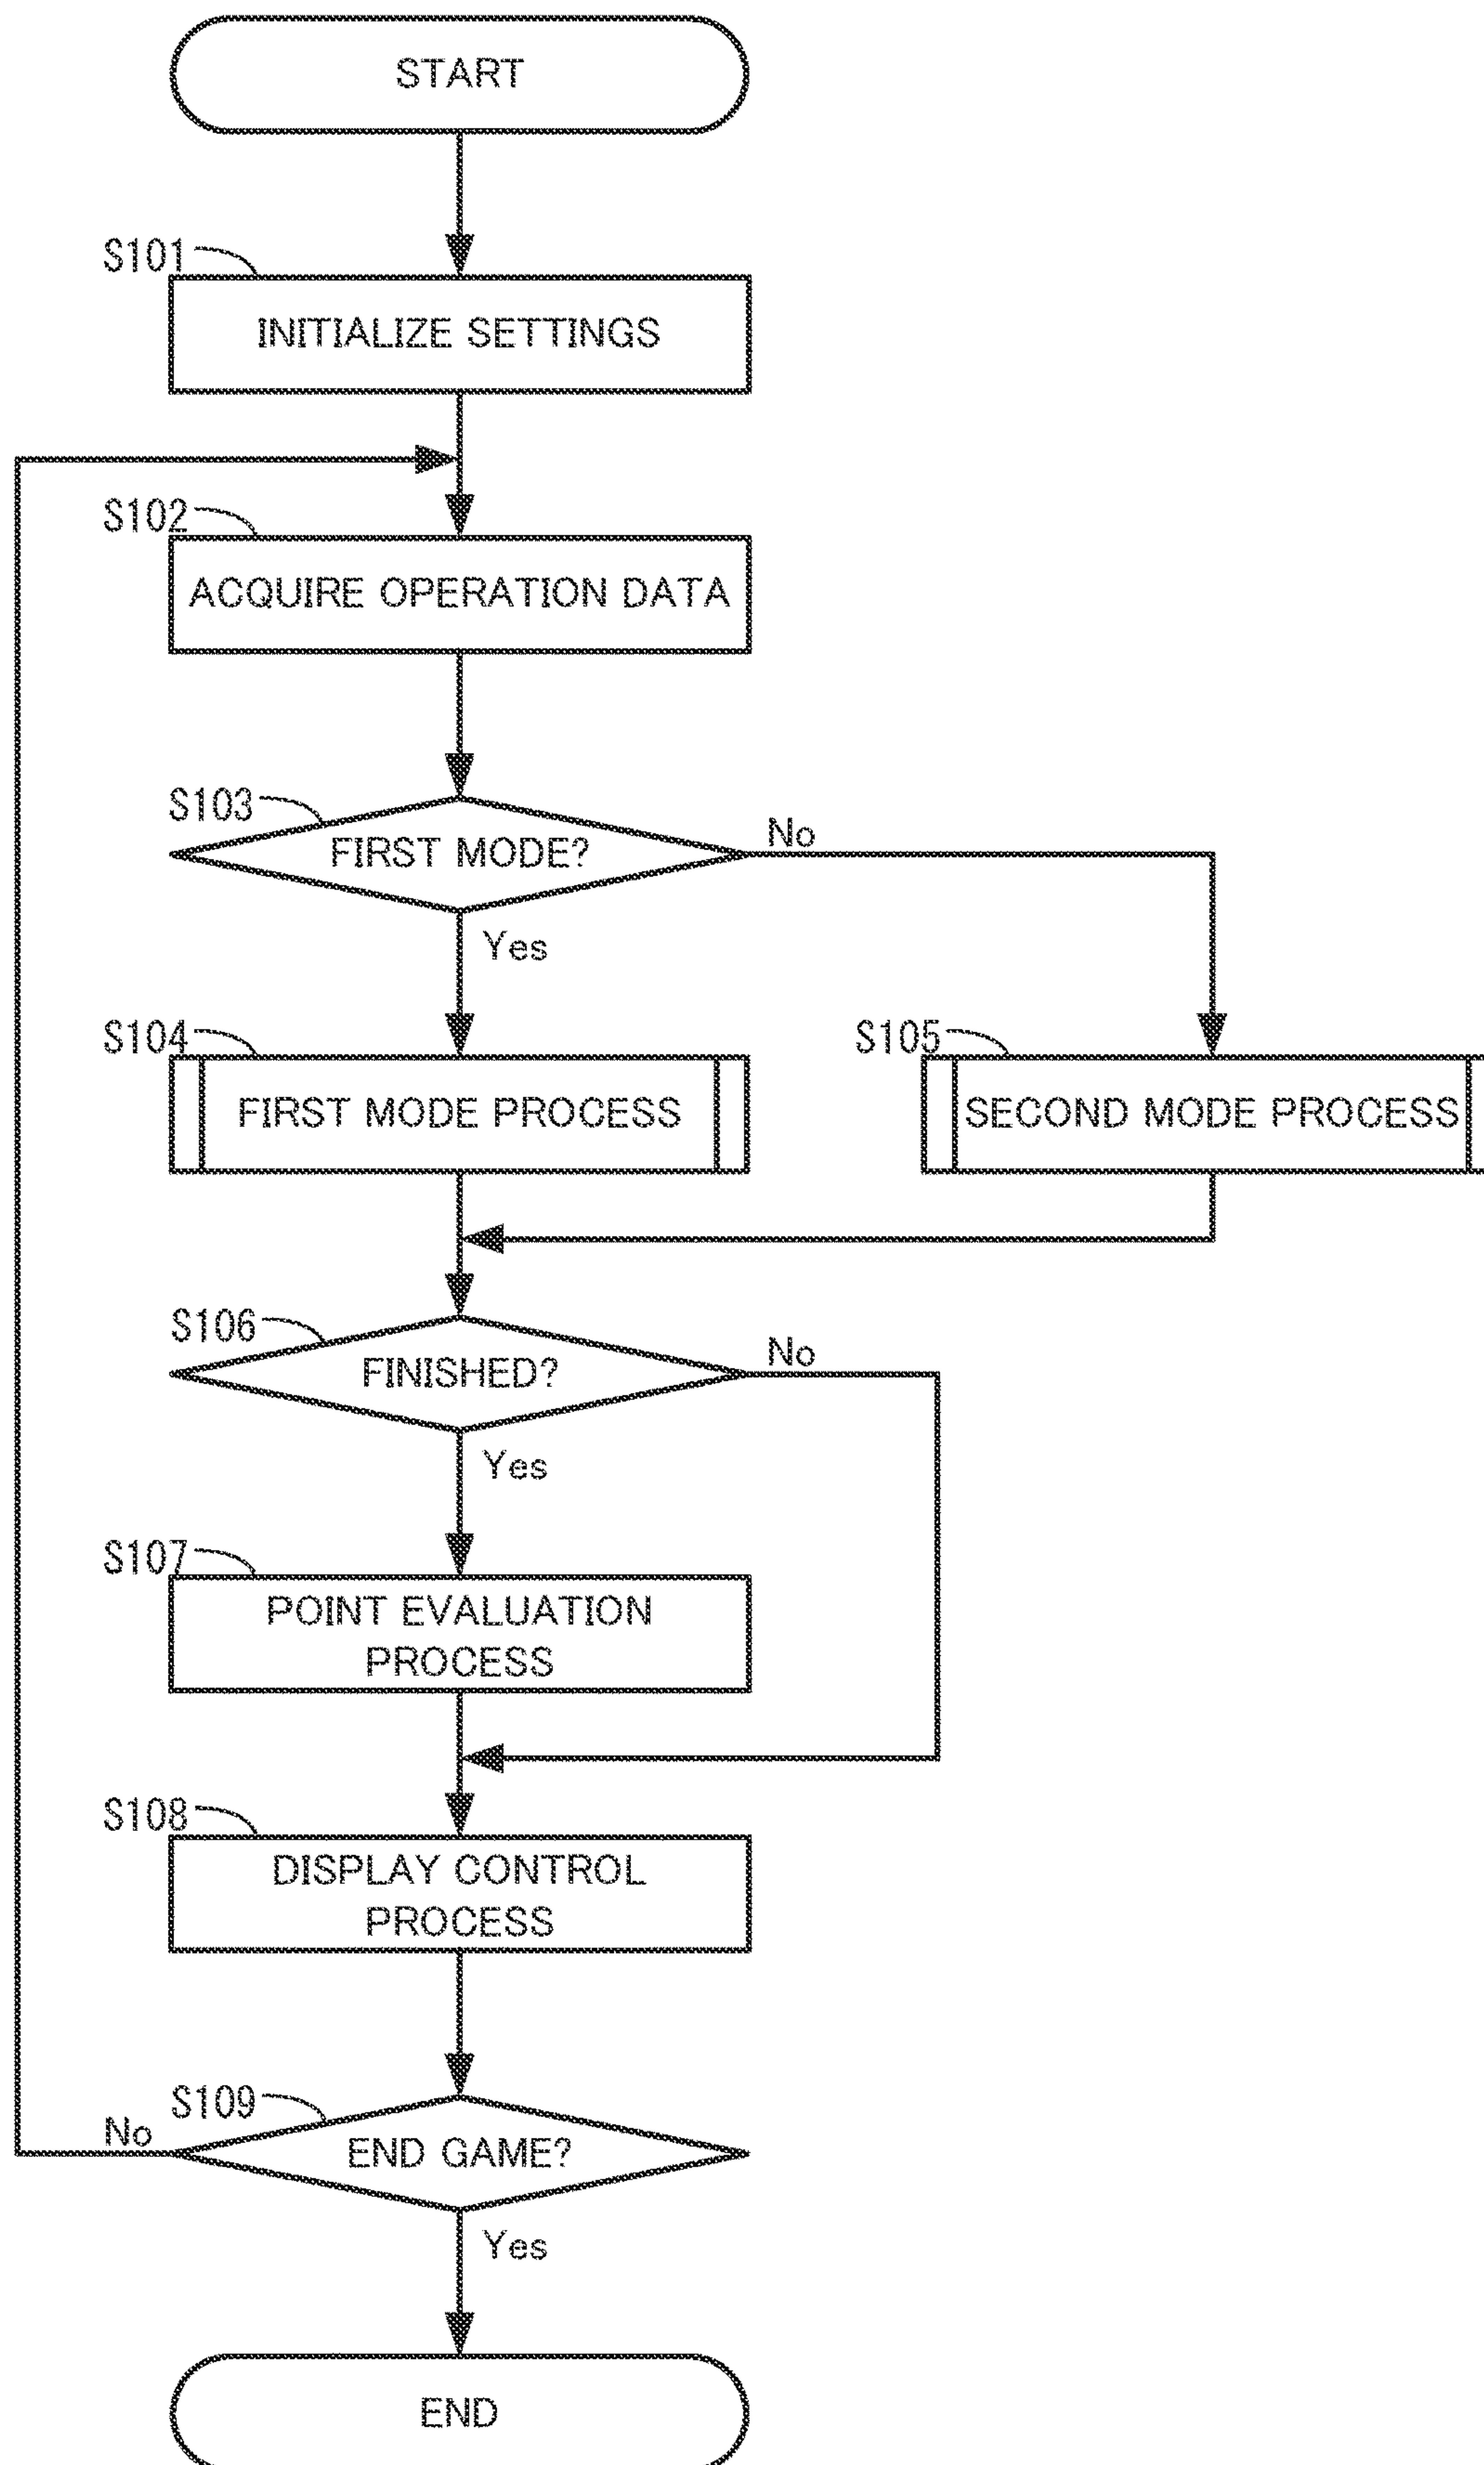 START
S101
INITIALIZE SETTINGS
S102
ACQUIRE OPERATION DATA
S103
FIRST MODE?
No
Yes
S104
FIRST MODE PROCESS
S105
SECOND MODE PROCESS
S106
FINISHED?
No
Yes
S107
POINT EVALUATION
PROCESS
S108
DISPLAY CONTROL
PROCESS
S109
No
END GAME?
Yes
END